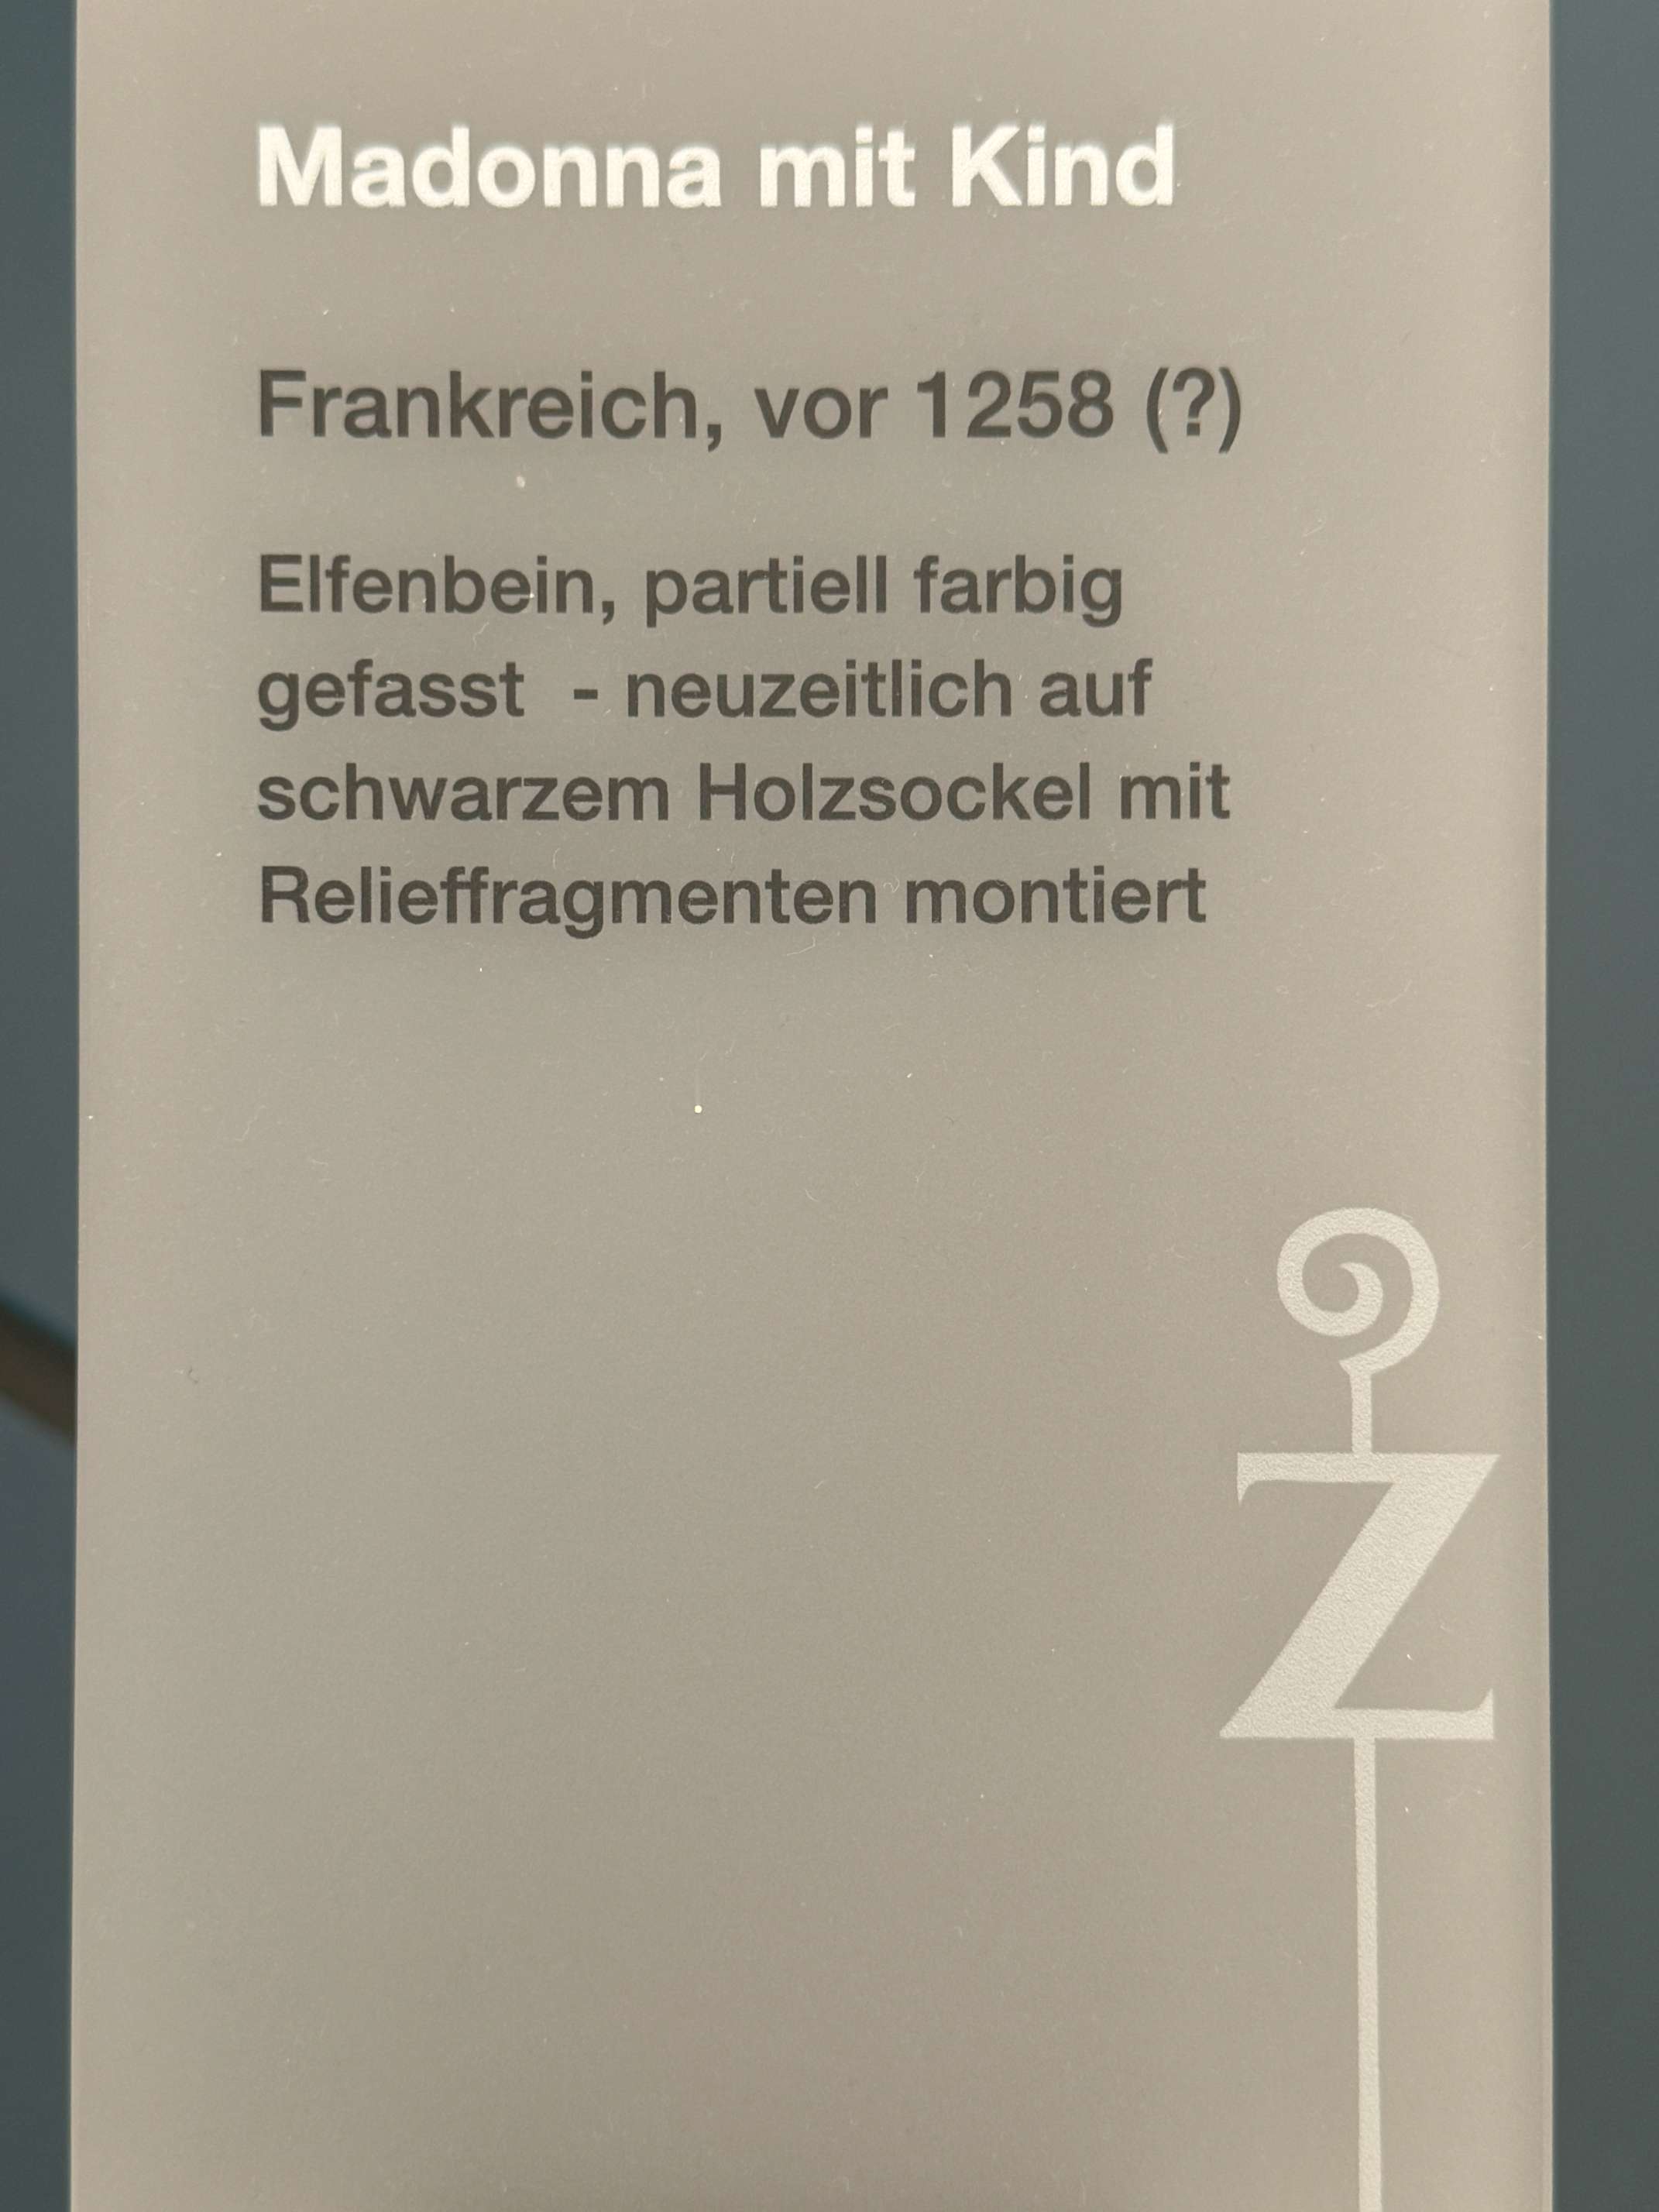 Madonna mit Kind
Frankreich, vor 1258 (?)
Elfenbein, partiell farbig
gefasst  - neuzeitlich auf
schwarzem Holzsockel mit
Relieffragmenten montiert
Z